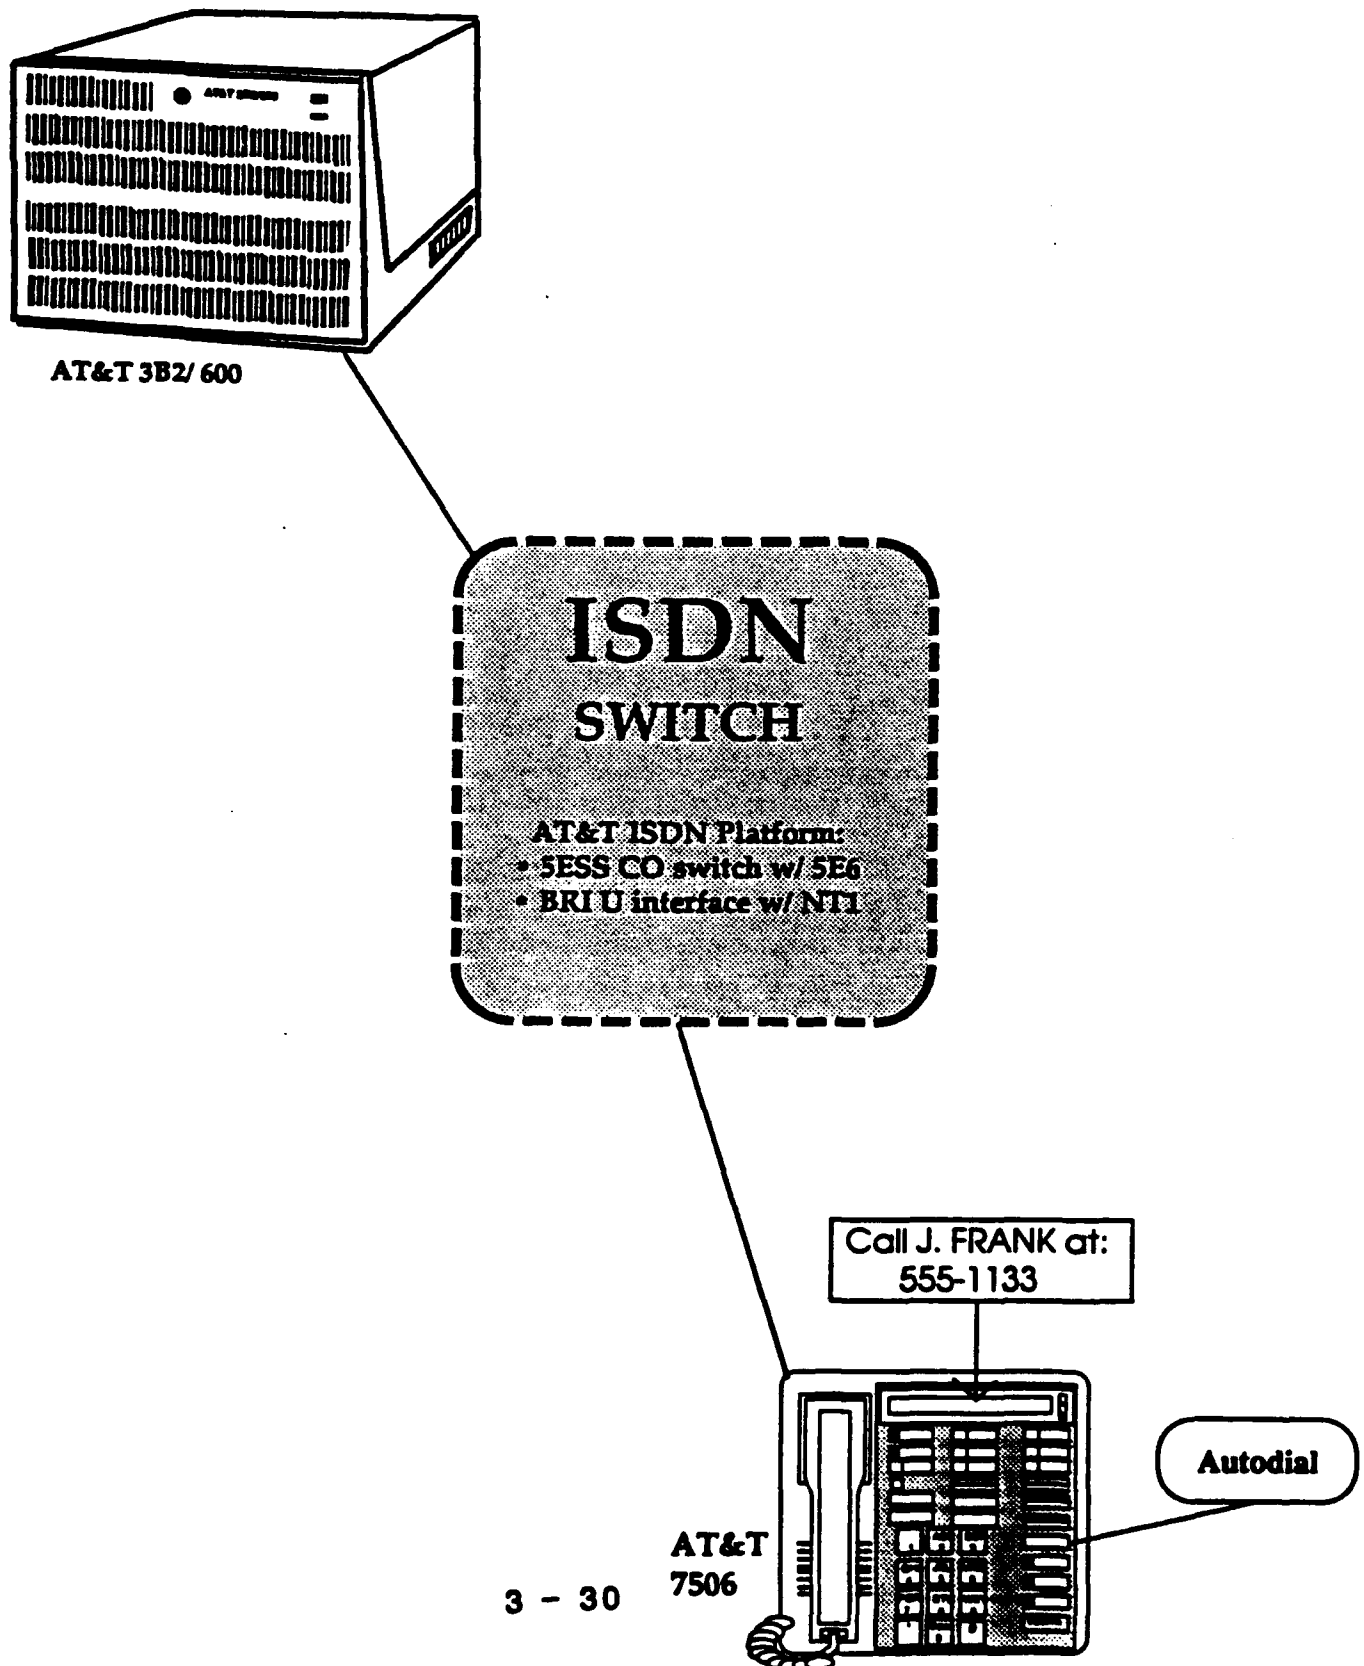 AT&T
AT&T 3B2/ 600
ISDN
SWITCH
AT&T ISDN Platform:
• 5ESS CO switch w/ 5E6
• BRI U interface w/ NT1
Call J. FRANK at:
555-1133
Autodial
AT&T
7506
3 - 30